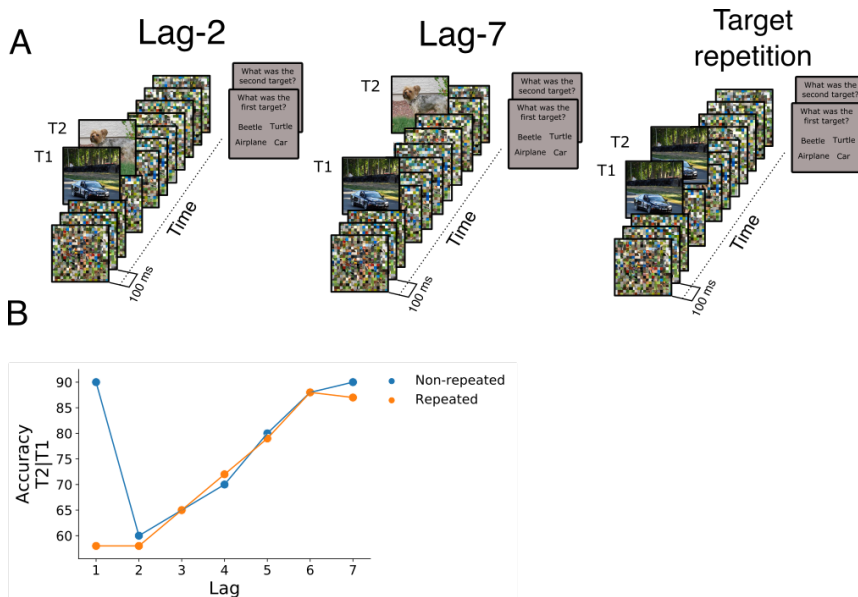 A
Lag-2
Lag-7
Target
repetition
T2
T1
What was the
second target?
What was the
first target?
Beetle Turtle
Airplane Car
Time
100 ms
T2
T1
What was the
second target?
What was the
first target?
Beetle Turtle
Airplane Car
Time
100 ms
T2
T1
What was the
second target?
What was the
first target?
Beetle Turtle
Airplane Car
Time
100 ms
B
Accuracy
T2|T1
90
85
80
75
70
65
60
1 2 3 4 5 6 7
Lag
Non-repeated
Repeated